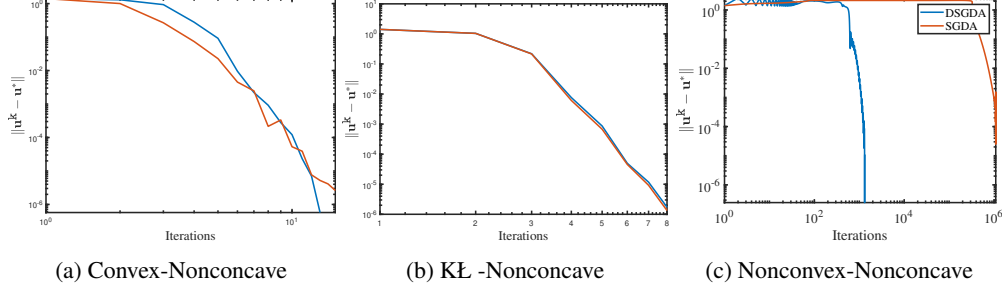 10^0
10^-2
10^-4
10^-6
||u^k − u*||
10^0
10^1
Iterations
(a) Convex-Nonconcave
10^1
10^0
10^-1
10^-2
10^-3
10^-4
10^-5
10^-6
||u^k − u*||
1
2
3
4
5
6
7
8
Iterations
(b) KŁ -Nonconcave
10^0
10^-2
10^-4
10^-6
||u^k − u*||
DSGDA
SGDA
10^0
10^2
10^4
10^6
Iterations
(c) Nonconvex-Nonconcave